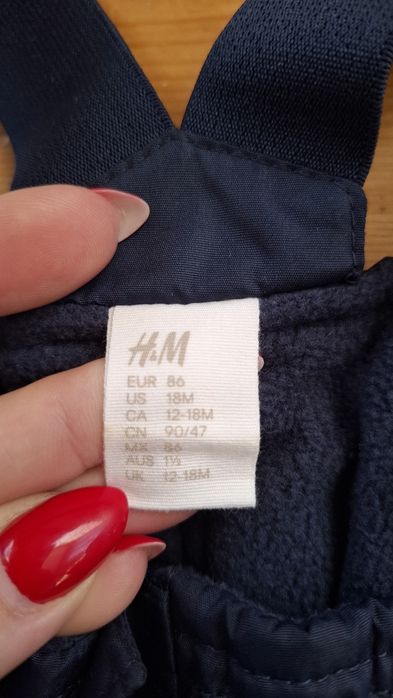 H&M
EUR 86
US 18M
CA 12-18M
CN 90/47
MX 86
AUS 1½
UK 12-18M